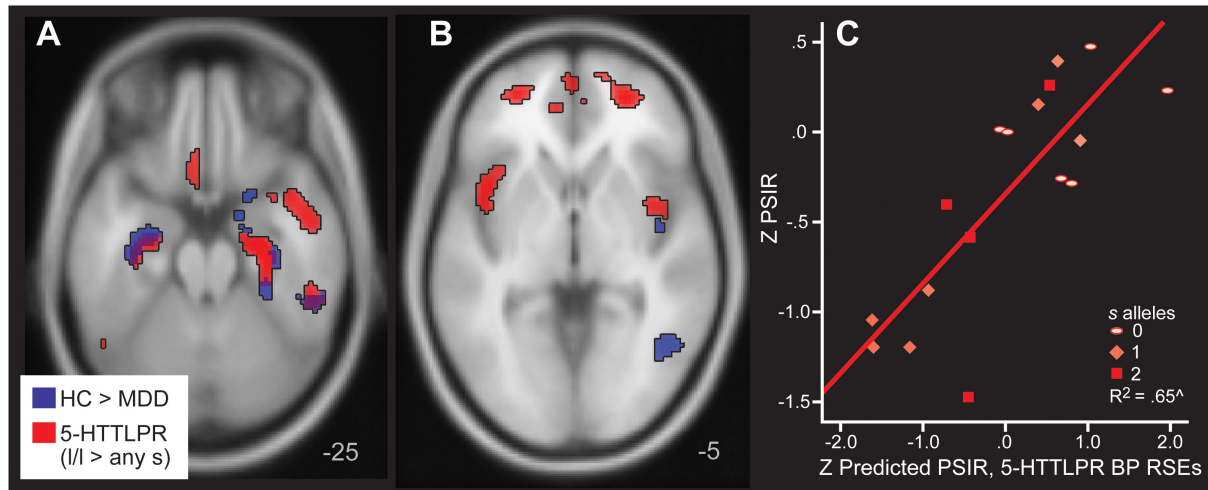 A
B
C
HC > MDD
5-HTTLPR
(l/l > any s)
-25
-5
Z PSIR
.5
.0
-.5
-1.0
-1.5
s alleles
0
1
2
R² = .65^
-2.0 -1.0 .0 1.0 2.0
Z Predicted PSIR, 5-HTTLPR BP RSEs